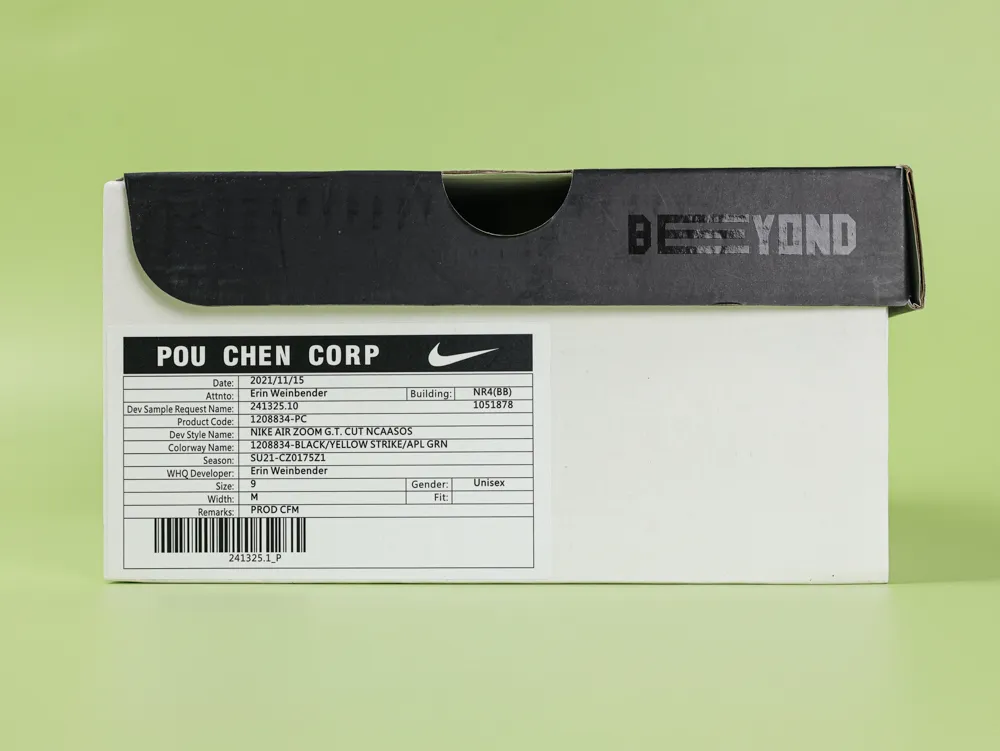 BEYOND
POU CHEN CORP
Date: 2021/11/15
Attnto: Erin Weinbender Building: NR4(BB)
Dev Sample Request Name: 241325.10 1051878
Product Code: 1208834-PC
Dev Style Name: NIKE AIR ZOOM G.T. CUT NCAASOS
Colorway Name: 1208834-BLACK/YELLOW STRIKE/APL GRN
Season: SU21-CZ0175Z1
WHQ Developer: Erin Weinbender
Size: 9 Gender: Unisex
Width: M Fit:
Remarks: PROD CFM
241325.1_P